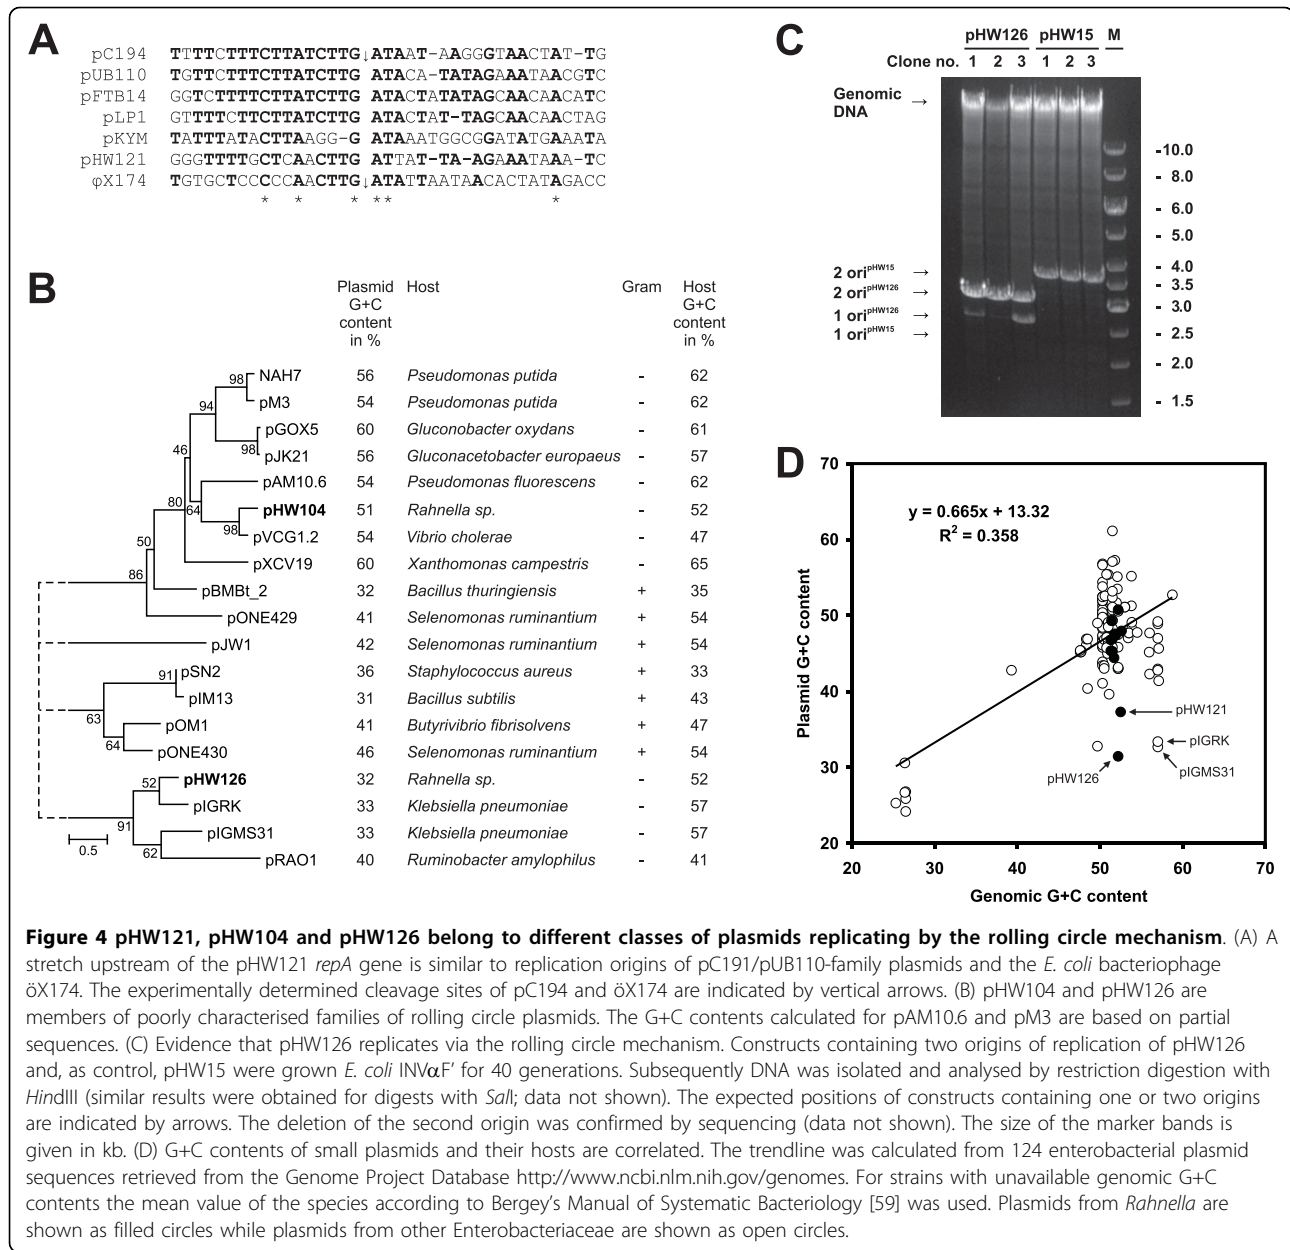 A
pC194 TTTTCTTTCTTATCTTG↓ATAAT-AAGGGTAACTAT-TG
pUB110 TGTTCTTTCTTATCTTG ATACA-TATAGAAATAACGTC
pFTB14 GGTCTTTTCTTATCTTG ATACTATATAGCAACAACATC
pLP1 GTTTTCTTCTTATCTTG ATACTAT-TAGCAACAACTAG
pKYM TATTTATACTTAAGG-G ATAAATGGCGGATATGAAATA
pHW121 GGGTTTTGCTCAACTTG ATTAT-TA-AGAAATAAA-TC
φX174 TGTGCTCCCCCAACTTG↓ATATTAATAACACTATAGACC
* * * ** *
B
Plasmid G+C content in % Host Gram Host G+C content in %
NAH7 56 Pseudomonas putida - 62
pM3 54 Pseudomonas putida - 62
pGOX5 60 Gluconobacter oxydans - 61
pJK21 56 Gluconacetobacter europaeus - 57
pAM10.6 54 Pseudomonas fluorescens - 62
pHW104 51 Rahnella sp. - 52
pVCG1.2 54 Vibrio cholerae - 47
pXCV19 60 Xanthomonas campestris - 65
pBMBt_2 32 Bacillus thuringiensis + 35
pONE429 41 Selenomonas ruminantium + 54
pJW1 42 Selenomonas ruminantium + 54
pSN2 36 Staphylococcus aureus + 33
pIM13 31 Bacillus subtilis + 43
pOM1 41 Butyrivibrio fibrisolvens + 47
pONE430 46 Selenomonas ruminantium + 54
pHW126 32 Rahnella sp. - 52
pIGRK 33 Klebsiella pneumoniae - 57
pIGMS31 33 Klebsiella pneumoniae - 57
pRAO1 40 Ruminobacter amylophilus - 41
98
94
98
46
80
64
98
50
86
91
63
64
52
91
62
0.5
C
pHW126 pHW15 M
Clone no. 1 2 3 1 2 3
Genomic DNA →
2 ori pHW15 →
2 ori pHW126 →
1 ori pHW126 →
1 ori pHW15 →
-10.0
- 8.0
- 6.0
- 5.0
- 4.0
- 3.5
- 3.0
- 2.5
- 2.0
- 1.5
D
y = 0.665x + 13.32
R² = 0.358
Plasmid G+C content
70
60
50
40
30
20
pHW121
pIGRK
pIGMS31
pHW126
20 30 40 50 60 70
Genomic G+C content
Figure 4 pHW121, pHW104 and pHW126 belong to different classes of plasmids replicating by the rolling circle mechanism. (A) A
stretch upstream of the pHW121 repA gene is similar to replication origins of pC191/pUB110-family plasmids and the E. coli bacteriophage
öX174. The experimentally determined cleavage sites of pC194 and öX174 are indicated by vertical arrows. (B) pHW104 and pHW126 are
members of poorly characterised families of rolling circle plasmids. The G+C contents calculated for pAM10.6 and pM3 are based on partial
sequences. (C) Evidence that pHW126 replicates via the rolling circle mechanism. Constructs containing two origins of replication of pHW126
and, as control, pHW15 were grown E. coli INVαF' for 40 generations. Subsequently DNA was isolated and analysed by restriction digestion with
HindIII (similar results were obtained for digests with SalI; data not shown). The expected positions of constructs containing one or two origins
are indicated by arrows. The deletion of the second origin was confirmed by sequencing (data not shown). The size of the marker bands is
given in kb. (D) G+C contents of small plasmids and their hosts are correlated. The trendline was calculated from 124 enterobacterial plasmid
sequences retrieved from the Genome Project Database http://www.ncbi.nlm.nih.gov/genomes. For strains with unavailable genomic G+C
contents the mean value of the species according to Bergey's Manual of Systematic Bacteriology [59] was used. Plasmids from Rahnella are
shown as filled circles while plasmids from other Enterobacteriaceae are shown as open circles.